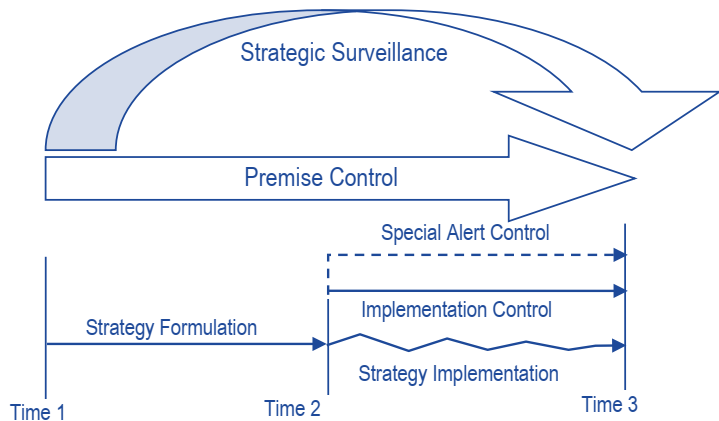 Strategic Surveillance
Premise Control
Special Alert Control
Implementation Control
Strategy Formulation
Strategy Implementation
Time 1
Time 2
Time 3